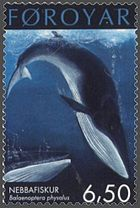 FØROYAR
NEBBAFISKUR
Balaenoptera physalus
6,50